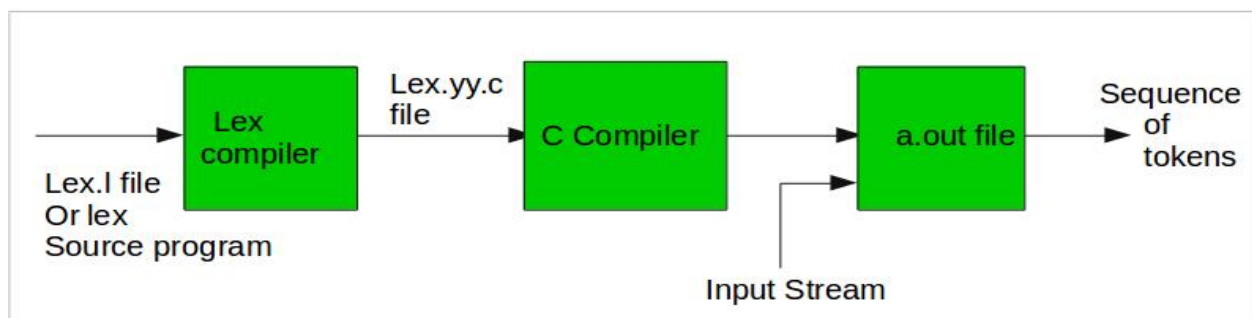 Lex.l file
Or lex
Source program
Lex
compiler
Lex.yy.c
file
C Compiler
a.out file
Input Stream
Sequence
of
tokens